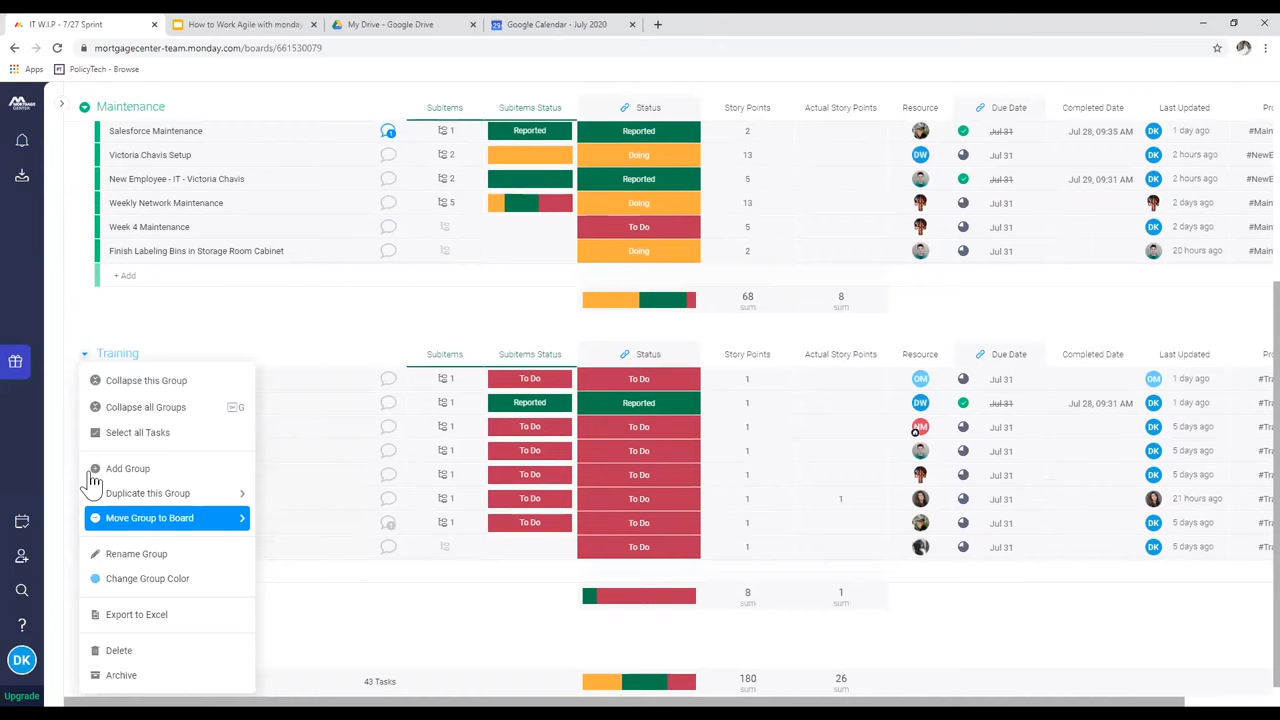 IT W.I.P - 7/27 Sprint
How to Work Agile with monda
My Drive - Google Drive
Google Calendar - July 2020
mortgagecenter-team.monday.com/boards/661530079
Apps
PolicyTech - Browse
MORTGAGE CENTER
Maintenance Subitems Subitems Status Status Story Points Actual Story Points Resource Due Date Completed Date Last Updated Pro
Salesforce Maintenance 1 1 Reported Reported 2 Jul 31 Jul 28, 09:35 AM DK 1 day ago #Main
Victoria Chavis Setup 2 Doing 13 DW Jul 31 DK 2 hours ago #NewE
New Employee - IT - Victoria Chavis 2 Reported 5 Jul 31 Jul 29, 09:31 AM DK 2 hours ago #NewE
Weekly Network Maintenance 5 Doing 13 Jul 31 2 days ago #Main
Week 4 Maintenance To Do 5 Jul 31 DK 2 days ago #Main
Finish Labeling Bins in Storage Room Cabinet Doing 2 Jul 31 20 hours ago #Main
+ Add
68 8
sum sum
Training Subitems Subitems Status Status Story Points Actual Story Points Resource Due Date Completed Date Last Updated Pro
1 To Do To Do 1 OM Jul 31 OM 1 day ago #Tra
1 Reported Reported 1 DW Jul 31 Jul 28, 09:31 AM DK 1 day ago #Tra
1 To Do To Do 1 NM Jul 31 DK 5 days ago #Tra
1 To Do To Do 1 Jul 31 DK 5 days ago #Tra
1 To Do To Do 1 Jul 31 DK 5 days ago #Tra
1 To Do To Do 1 1 Jul 31 21 hours ago #Tra
1 To Do To Do 1 Jul 31 DK 5 days ago #Tra
To Do 1 Jul 31 DK 5 days ago #Tra
8 1
sum sum
43 Tasks 180 26
sum sum
Collapse this Group
Collapse all Groups G
Select all Tasks
Add Group
Duplicate this Group
Move Group to Board
Rename Group
Change Group Color
Export to Excel
Delete
Archive
?
DK
Upgrade